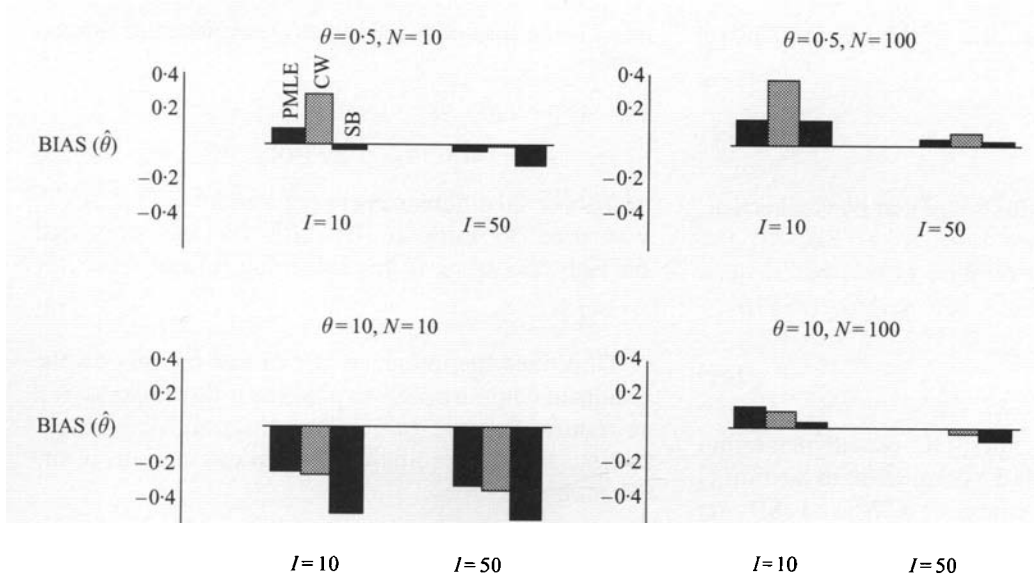 θ=0·5, N=10
θ=0·5, N=100
0·4
0·2
BIAS (θ̂)
−0·2
−0·4
PMLE
CW
SB
I=10
I=50
0·4
0·2
−0·2
−0·4
I=10
I=50
θ=10, N=10
θ=10, N=100
0·4
0·2
BIAS (θ̂)
−0·2
−0·4
I=10
I=50
0·4
0·2
−0·2
−0·4
I=10
I=50